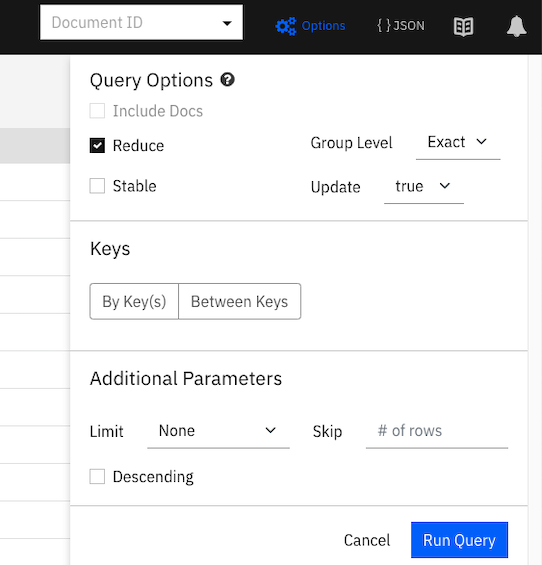 Document ID
Options
{ } JSON
Query Options ?
Include Docs
Reduce
Group Level Exact
Stable
Update true
Keys
By Key(s) Between Keys
Additional Parameters
Limit None Skip # of rows
Descending
Cancel Run Query